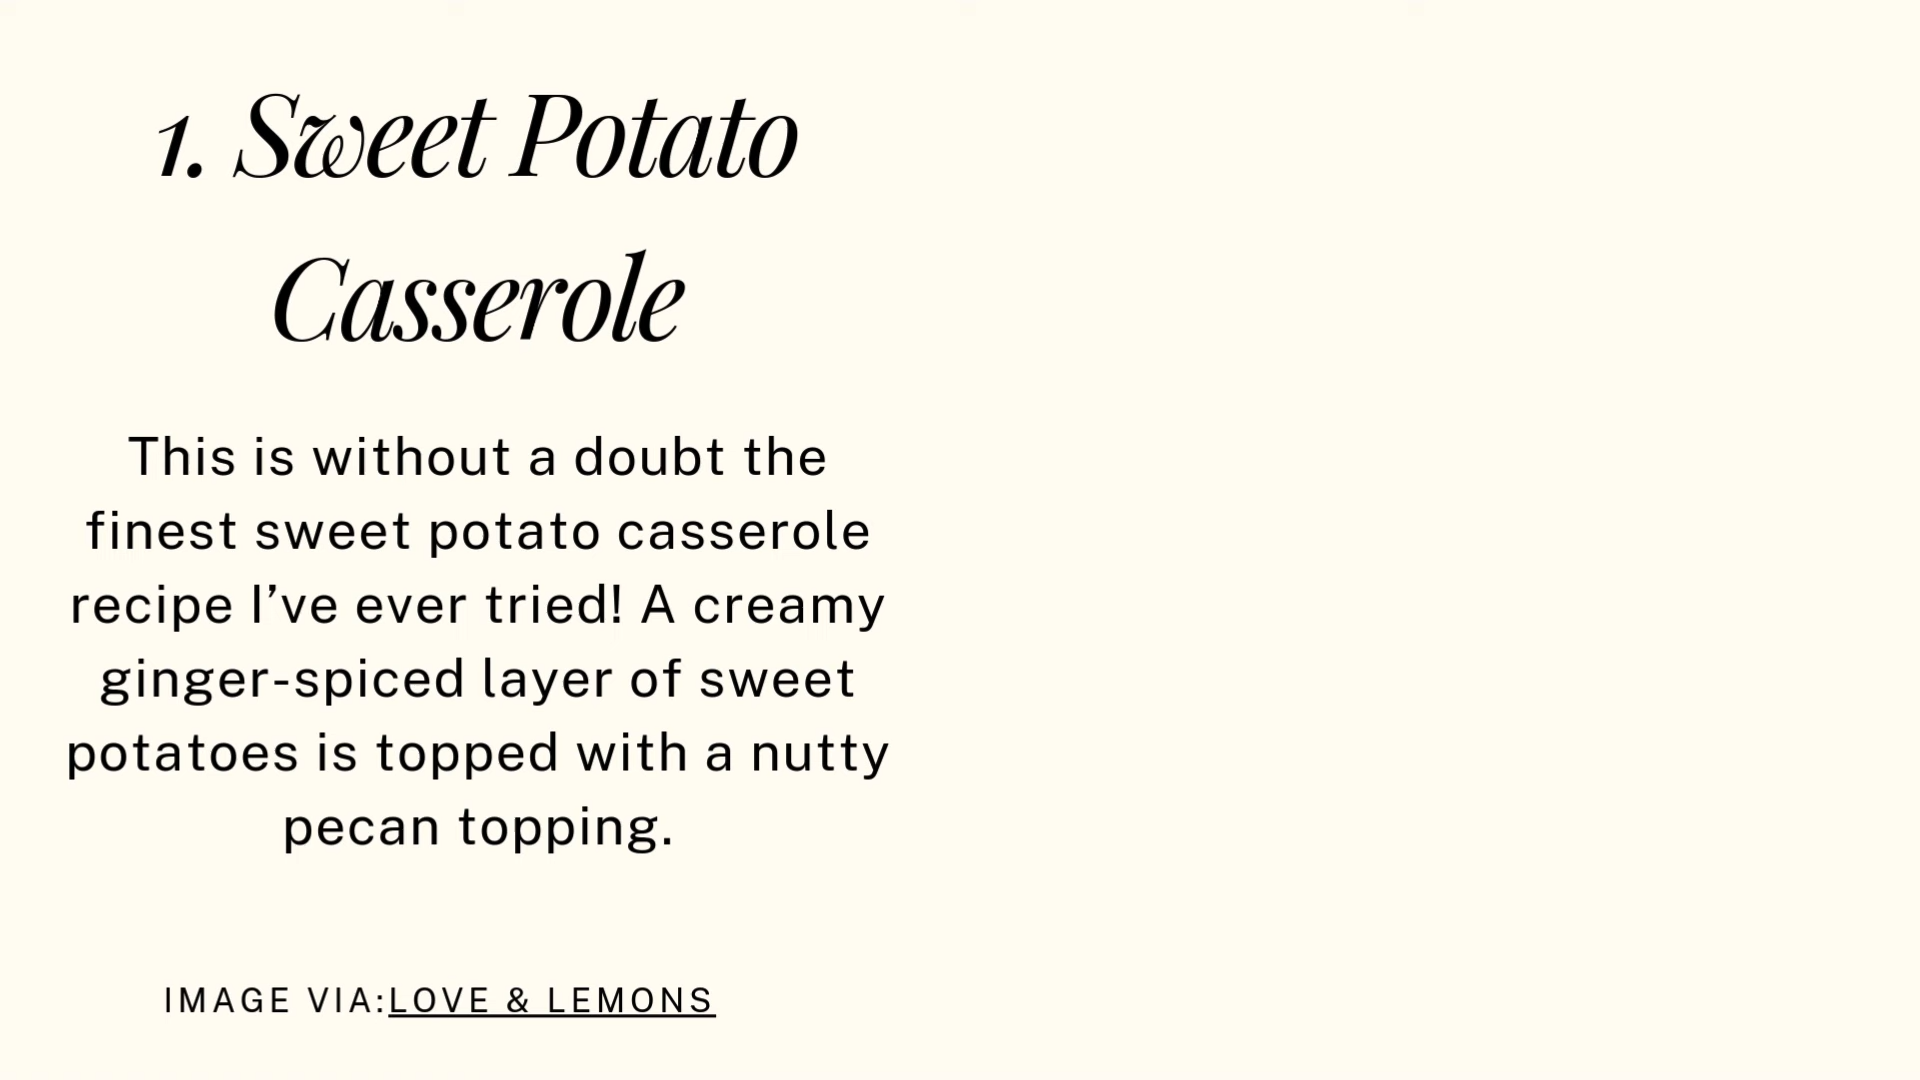 1. Sweet Potato
Casserole
This is without a doubt the
finest sweet potato casserole
recipe I’ve ever tried! A creamy
ginger-spiced layer of sweet
potatoes is topped with a nutty
pecan topping.
IMAGE VIA:LOVE & LEMONS